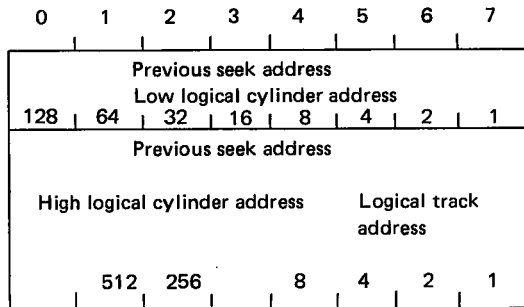 0 1 2 3 4 5 6 7
Previous seek address
Low logical cylinder address
128 64 32 16 8 4 2 1
Previous seek address
High logical cylinder address Logical track
address
512 256 8 4 2 1